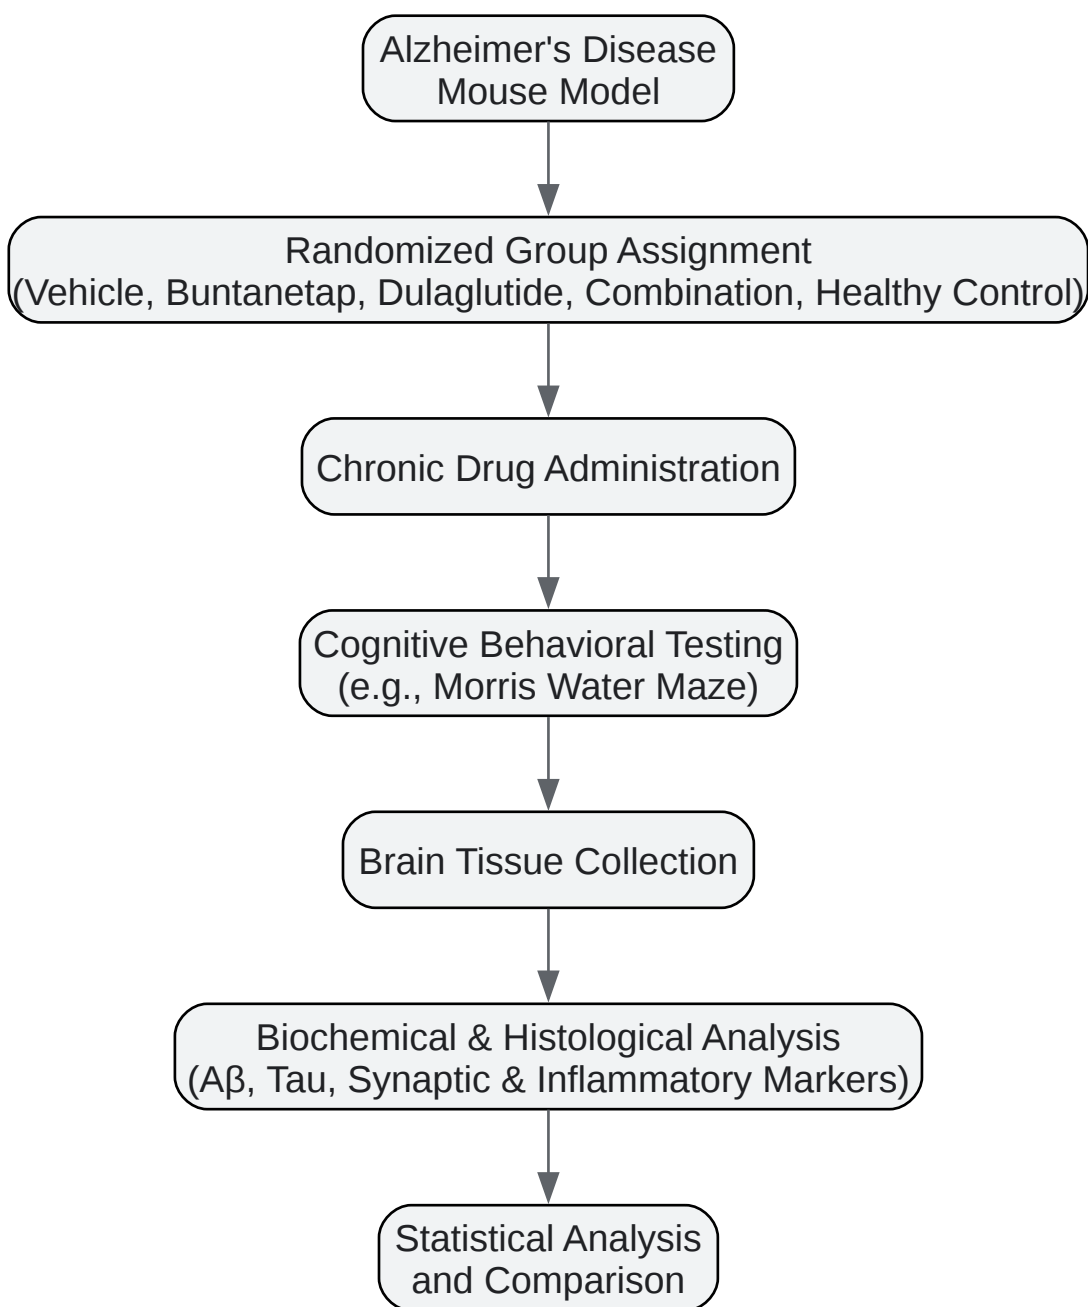 Alzheimer's Disease
Mouse Model
Randomized Group Assignment
(Vehicle, Buntanetap, Dulaglutide, Combination, Healthy Control)
Chronic Drug Administration
Cognitive Behavioral Testing
(e.g., Morris Water Maze)
Brain Tissue Collection
Biochemical & Histological Analysis
(Aβ, Tau, Synaptic & Inflammatory Markers)
Statistical Analysis
and Comparison